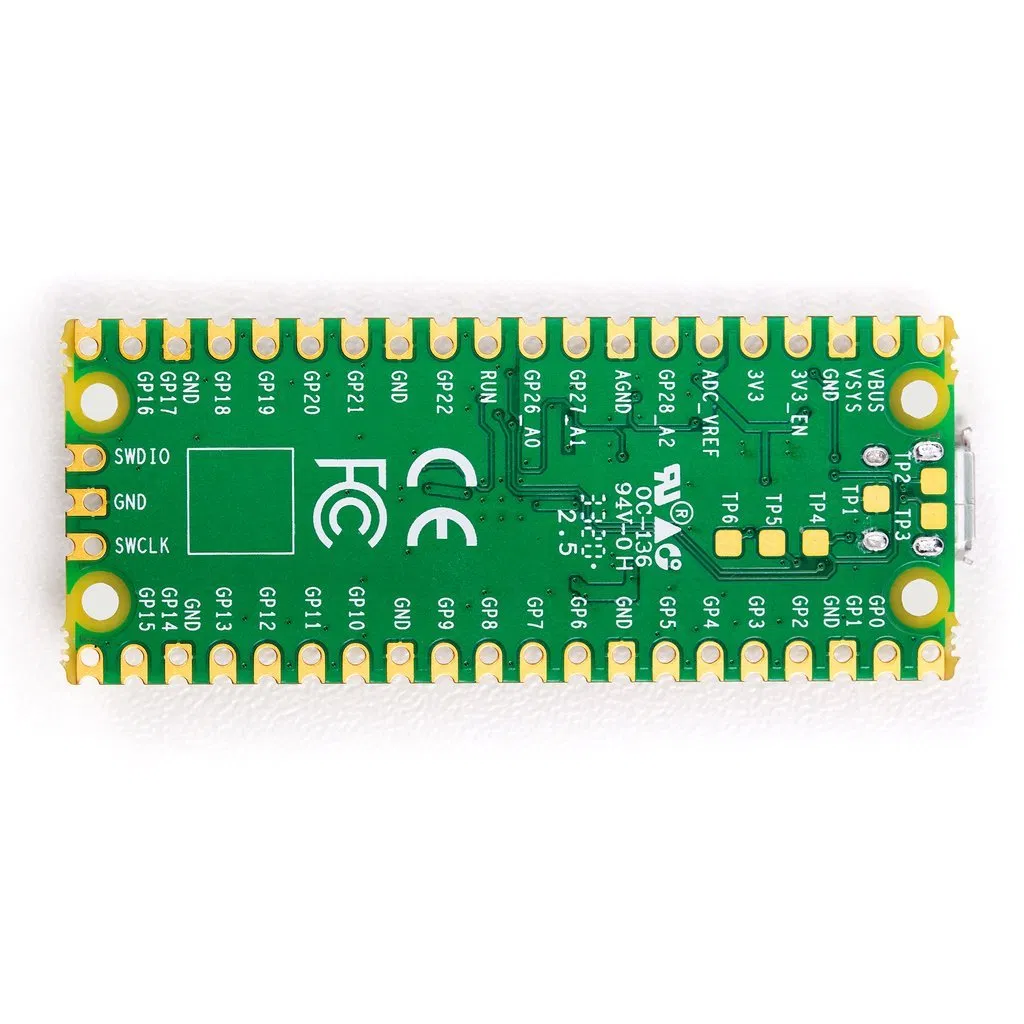 GP16
GP17
GND
GP18
GP19
GP20
GP21
GND
GP22
RUN
GP26_A0
GP27_A1
AGND
GP28_A2
ADC_VREF
3V3
3V3_EN
GND
VSYS
VBUS
SWDIO
GND
SWCLK
FC
CE
2.5
94V-0H
OC-136
®
TP6
TP5
TP4
TP1
TP2
TP3
GP15
GP14
GND
GP13
GP12
GP11
GP10
GND
GP9
GP8
GP7
GP6
GND
GP5
GP4
GP3
GP2
GND
GP1
GP0